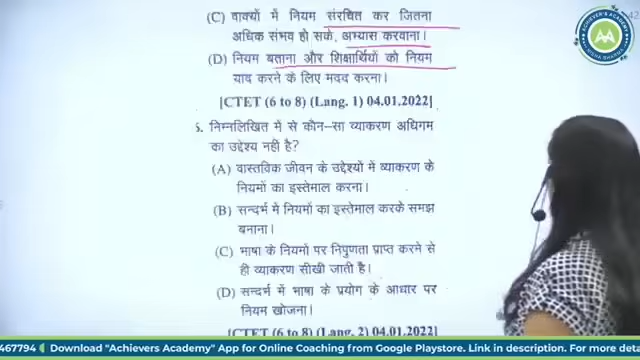 (C) वाक्यों में नियम संरचित कर जितना
अधिक संभव हो सके, अभ्यास करवाना।
(D) नियम बताना और शिक्षार्थियों को नियम
याद करने के लिए मदद करना।
[CTET (6 to 8) (Lang. 1) 04.01.2022]
निम्नलिखित में से कौन-सा व्याकरण अधिगम
का उद्देश्य नहीं है?
(A) वास्तविक जीवन के उद्देश्यों में व्याकरण के
नियमों का इस्तेमाल करना।
(B) सन्दर्भ में नियमों का इस्तेमाल करके समझ
बनाना।
(C) भाषा के नियमों पर निपुणता प्राप्त करने से
ही व्याकरण सीखी जाती है।
(D) सन्दर्भ में भाषा के प्रयोग के आधार पर
नियम खोजना।
[CTET (6 to 8) (Lang. 2) 04.01.2022]
ACHIEVER'S ACADEMY
467794 Download "Achievers Academy" App for Online Coaching from Google Playstore. Link in description. For more deta